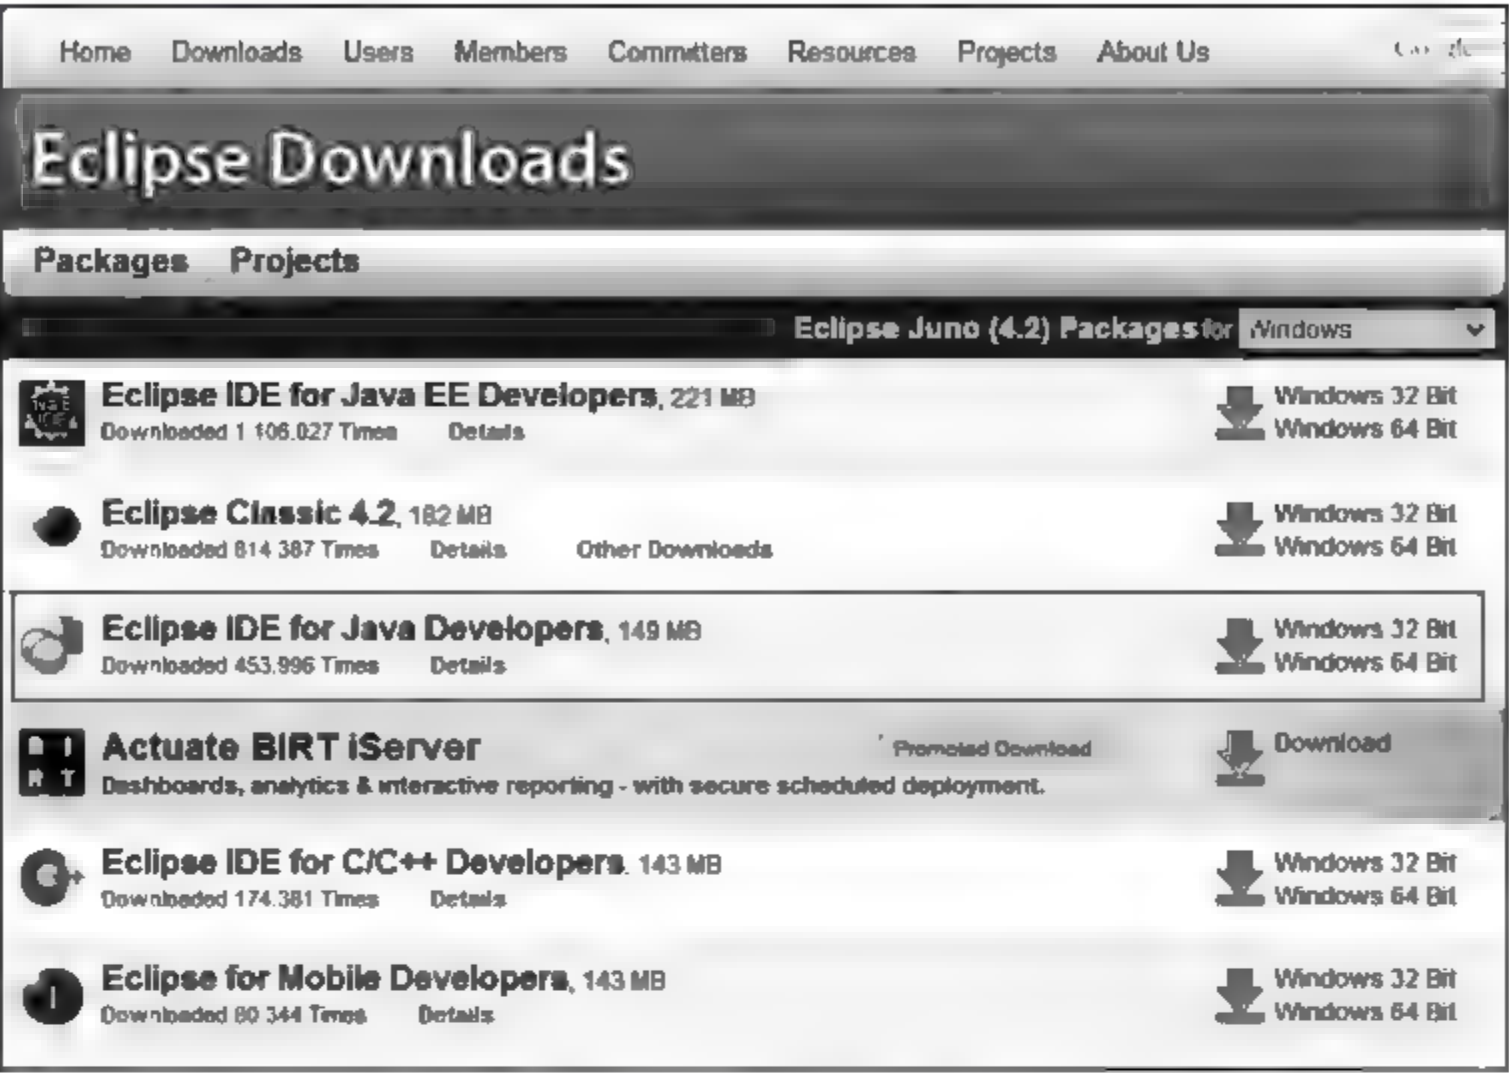 Home Downloads Users Members Committers Resources Projects About Us
Eclipse Downloads
Packages Projects
Eclipse Juno (4.2) Packages for Windows
Eclipse IDE for Java EE Developers, 221 MB Windows 32 Bit
Downloaded 1 106.027 Times Details Windows 64 Bit
Eclipse Classic 4.2, 182 MB Windows 32 Bit
Downloaded 814 387 Times Details Other Downloads Windows 64 Bit
Eclipse IDE for Java Developers, 149 MB Windows 32 Bit
Downloaded 453.996 Times Details Windows 64 Bit
Actuate BIRT iServer Promoted Download Download
Dashboards, analytics & interactive reporting - with secure scheduled deployment.
Eclipse IDE for C/C++ Developers. 143 MB Windows 32 Bit
Downloaded 174.381 Times Details Windows 64 Bit
Eclipse for Mobile Developers, 143 MB Windows 32 Bit
Downloaded 80 344 Times Details Windows 64 Bit